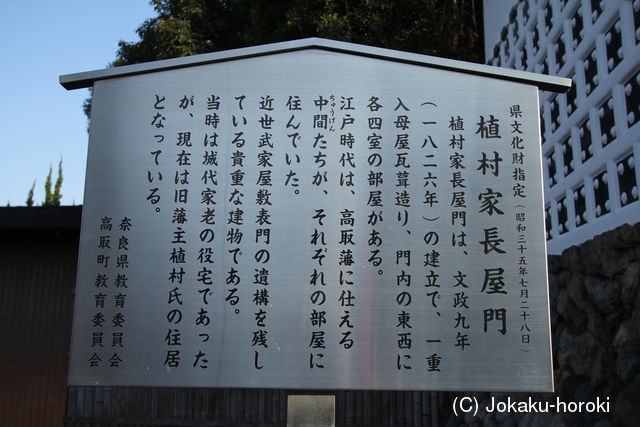 県文化財指定（昭和三十五年七月二十八日）
植村家長屋門
植村家長屋門は、文政九年
（一八二六年）の建立で、一重
入母屋瓦葺造り、門内の東西に
各四室の部屋がある。
江戸時代は、高取藩に仕える
中間たちが、それぞれの部屋に
ちゅうげん
住んでいた。
近世武家屋敷表門の遺構を残し
ている貴重な建物である。
当時は城代家老の役宅であった
が、現在は旧藩主植村氏の住居
となっている。
奈良県教育委員会
高取町教育委員会
(C) Jokaku-horoki